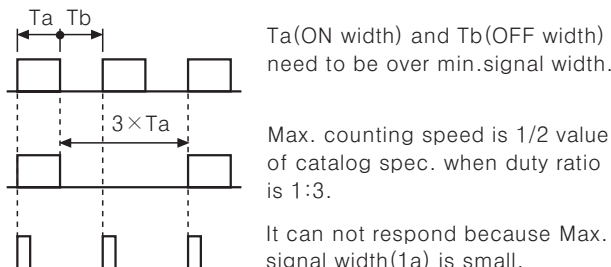 Ta Tb
Ta(ON width) and Tb(OFF width)
need to be over min.signal width.
3×Ta
Max. counting speed is 1/2 value
of catalog spec. when duty ratio
is 1:3.
It can not respond because Max.
signal width(1a) is small.